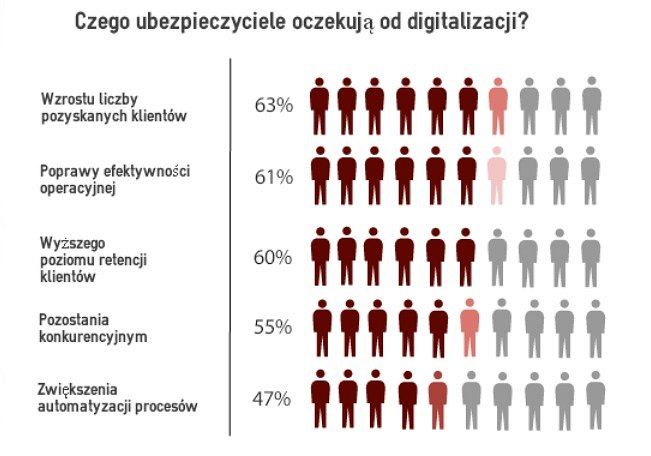 Czego ubezpieczyciele oczekują od digitalizacji?
Wzrostu liczby
pozyskanych klientów
63%
Poprawy efektywności
operacyjnej
61%
Wyższego
poziomu retencji
klientów
60%
Pozostania
konkurencyjnym
55%
Zwiększenia
automatyzacji procesów
47%